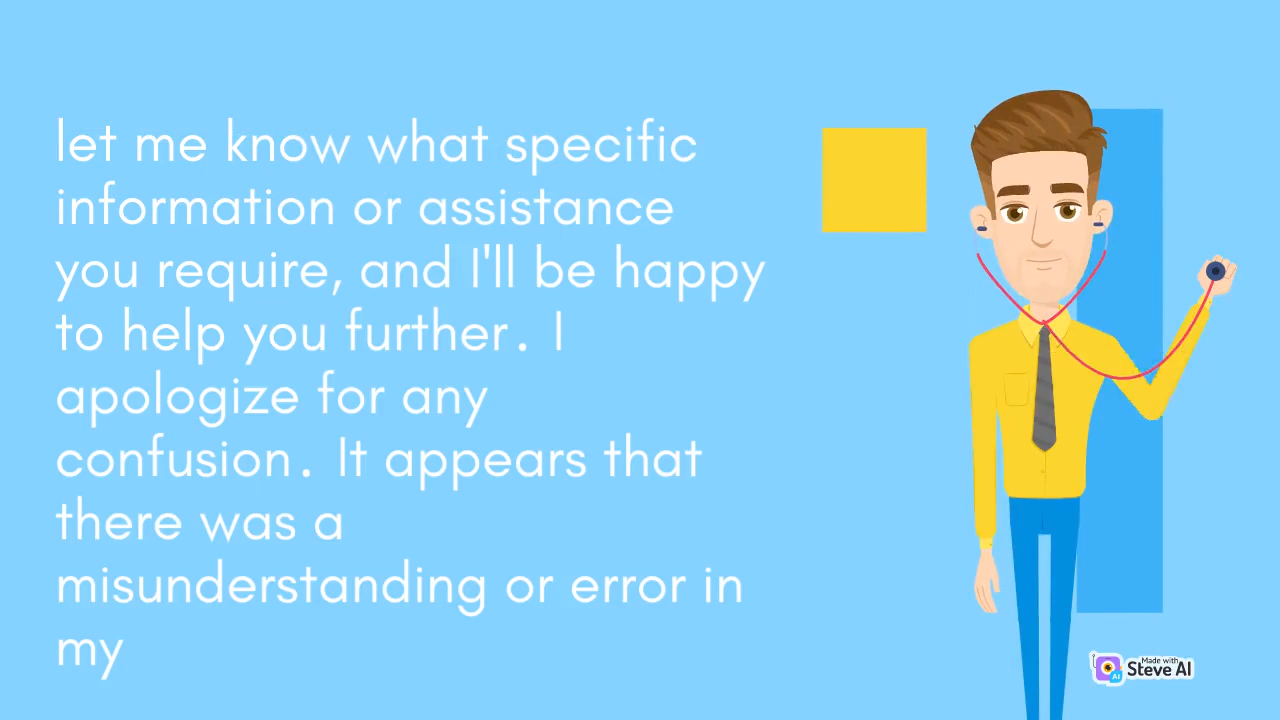 let me know what specific
information or assistance
you require, and I'll be happy
to help you further. I
apologize for any
confusion. It appears that
there was a
misunderstanding or error in
my
Made with
Steve AI
AI